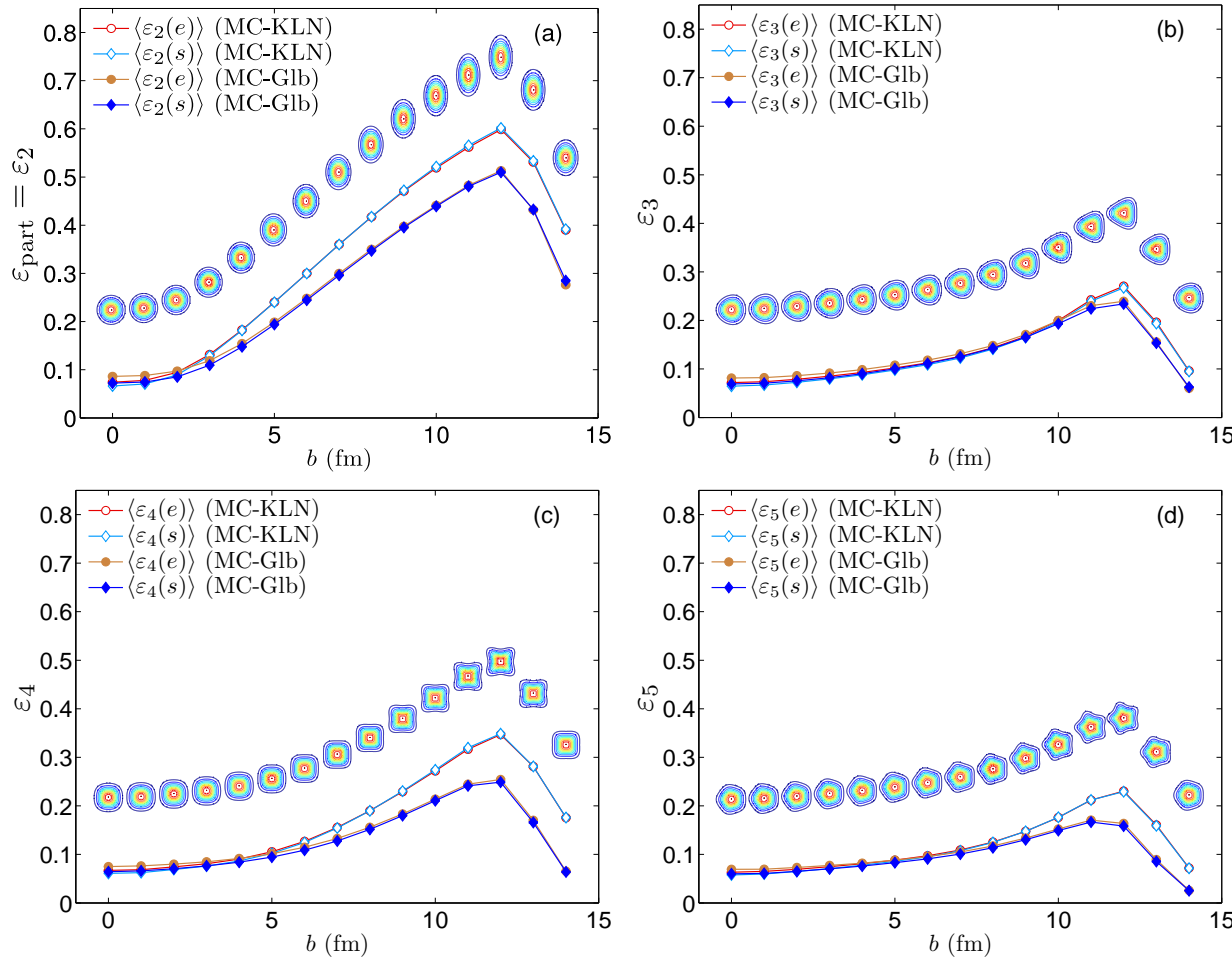 (a)
⟨ε₂(e)⟩ (MC-KLN)
⟨ε₂(s)⟩ (MC-KLN)
⟨ε₂(e)⟩ (MC-Glb)
⟨ε₂(s)⟩ (MC-Glb)
ε_part = ε₂
0.8
0.7
0.6
0.5
0.4
0.3
0.2
0.1
0
0 5 10 15
b (fm)
(b)
⟨ε₃(e)⟩ (MC-KLN)
⟨ε₃(s)⟩ (MC-KLN)
⟨ε₃(e)⟩ (MC-Glb)
⟨ε₃(s)⟩ (MC-Glb)
ε₃
0.8
0.7
0.6
0.5
0.4
0.3
0.2
0.1
0
0 5 10 15
b (fm)
(c)
⟨ε₄(e)⟩ (MC-KLN)
⟨ε₄(s)⟩ (MC-KLN)
⟨ε₄(e)⟩ (MC-Glb)
⟨ε₄(s)⟩ (MC-Glb)
ε₄
0.8
0.7
0.6
0.5
0.4
0.3
0.2
0.1
0
0 5 10 15
b (fm)
(d)
⟨ε₅(e)⟩ (MC-KLN)
⟨ε₅(s)⟩ (MC-KLN)
⟨ε₅(e)⟩ (MC-Glb)
⟨ε₅(s)⟩ (MC-Glb)
ε₅
0.8
0.7
0.6
0.5
0.4
0.3
0.2
0.1
0
0 5 10 15
b (fm)